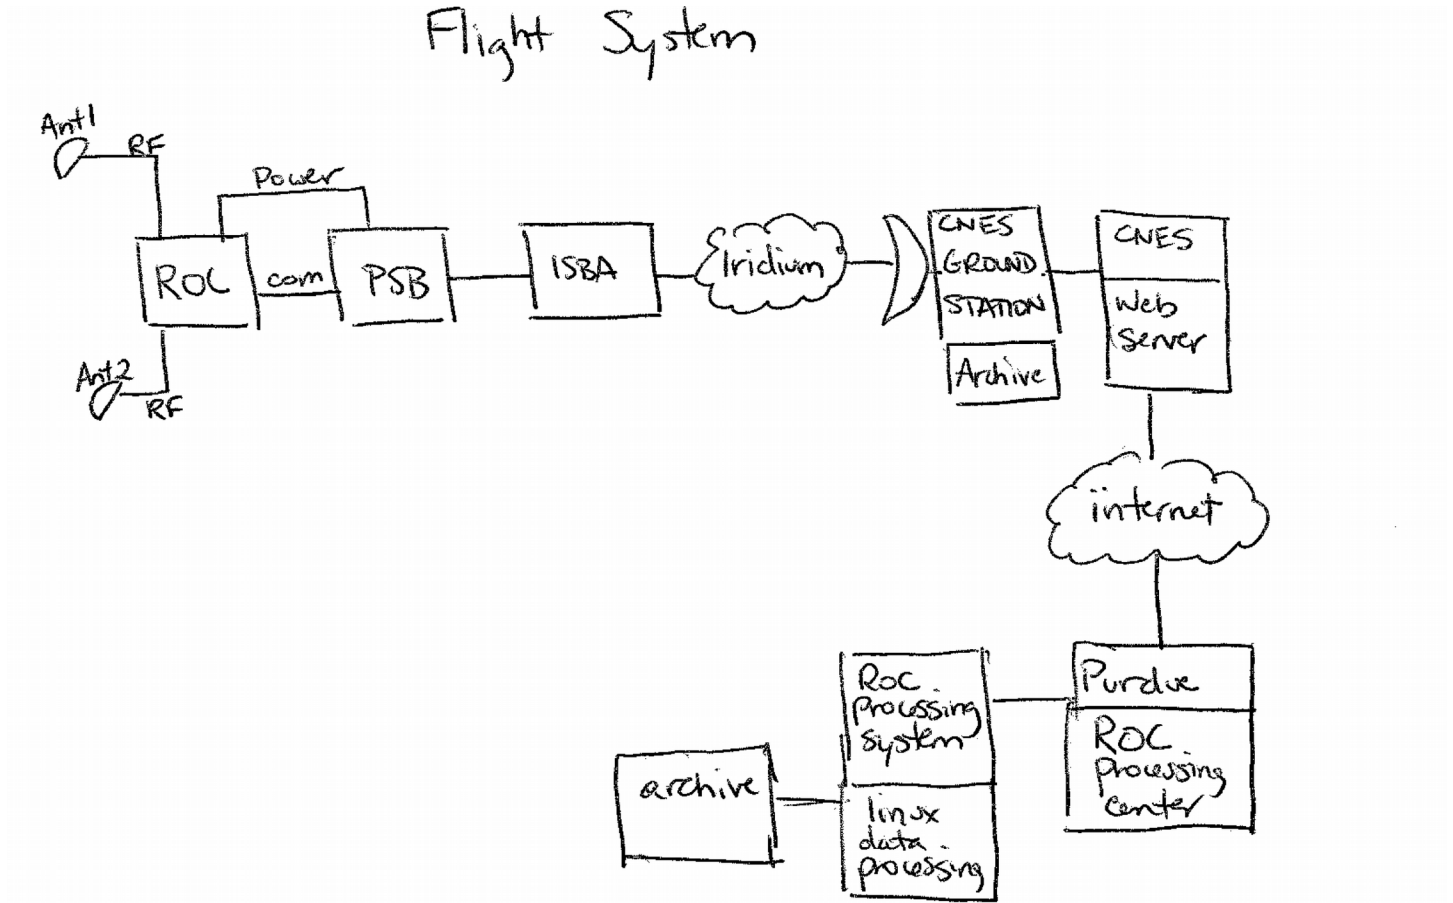 Flight System
Ant1
RF
Power
ROC
com
PSB
ISBA
Iridium
CNES
GROUND
STATION
Archive
CNES
Web
Server
Ant2
RF
iinternet
Purdue
ROC
processing
center
ROC
processing
system
linux
data
processing
archive